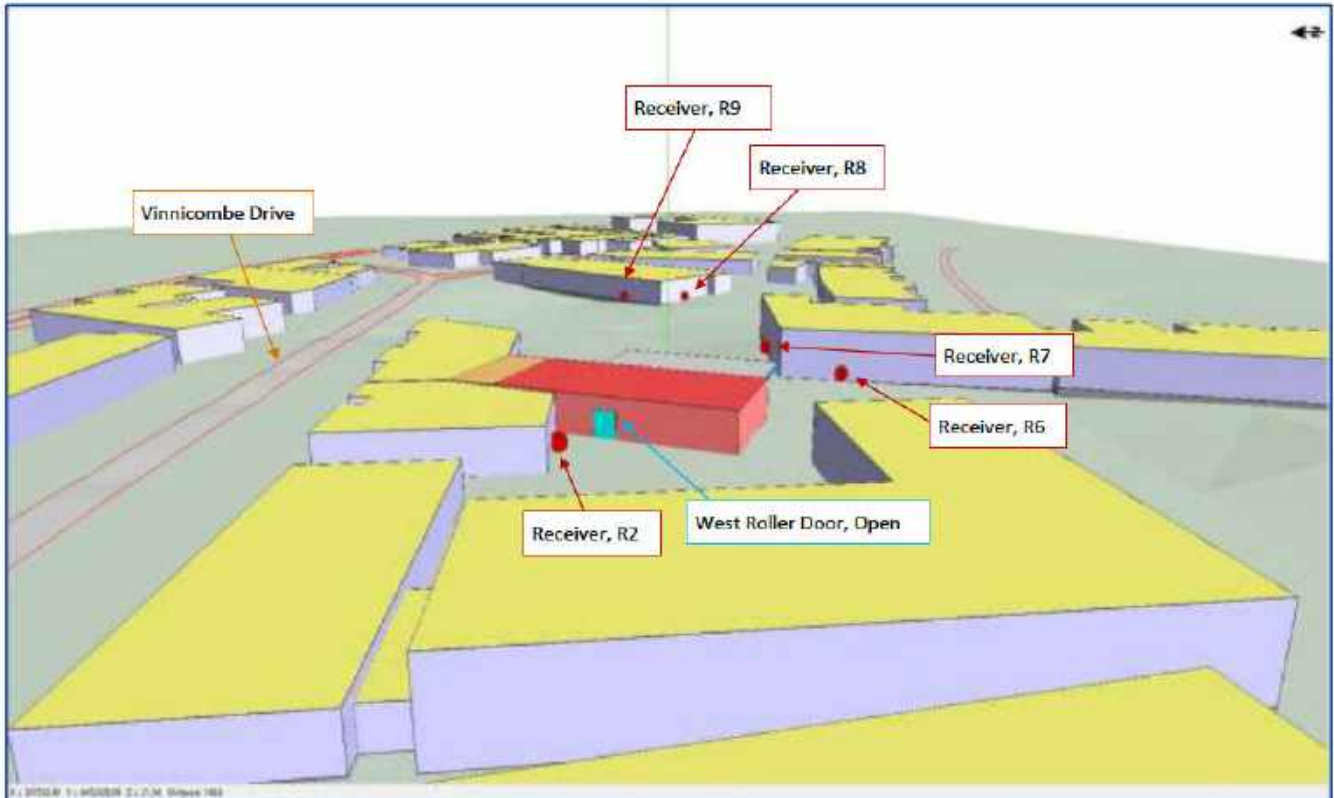 Receiver, R9
Receiver, R8
Vinnicombe Drive
Receiver, R7
Receiver, R6
West Roller Door, Open
Receiver, R2